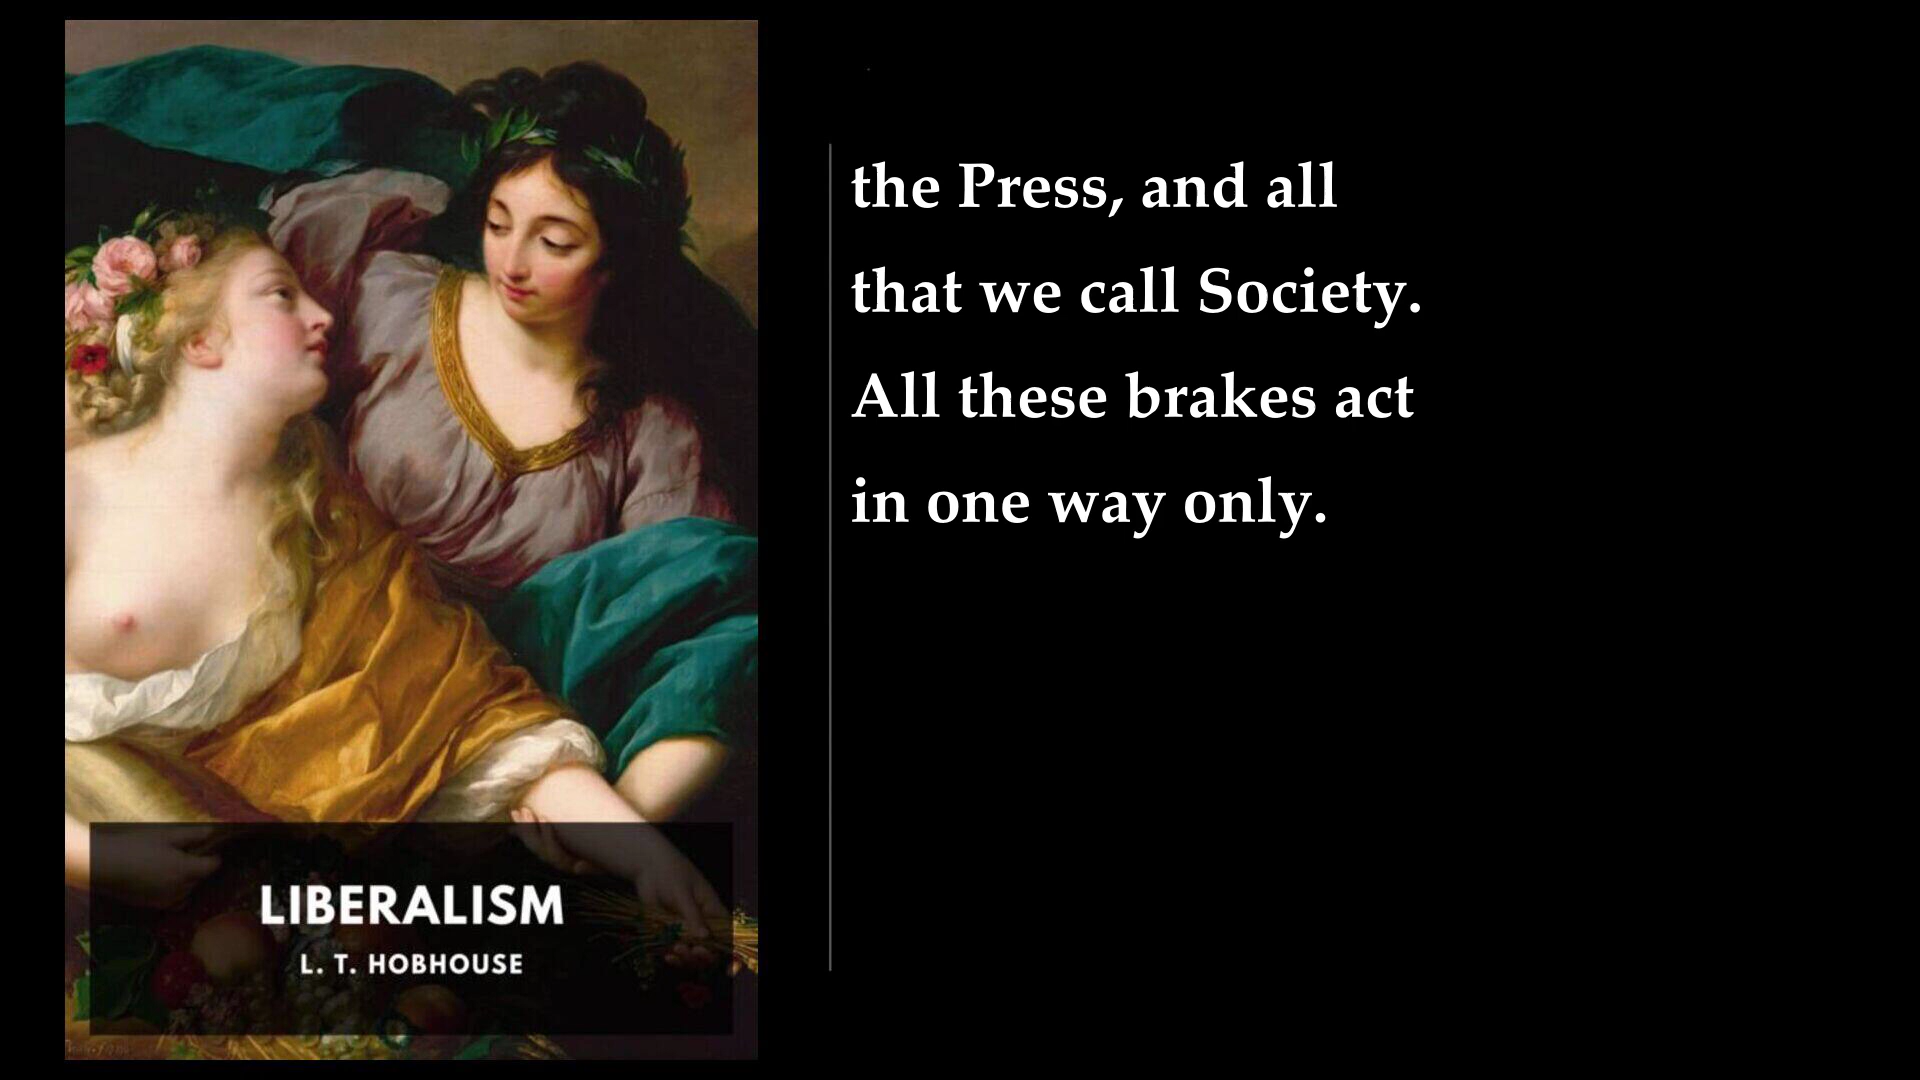 the Press, and all
that we call Society.
All these brakes act
in one way only.
LIBERALISM
L. T. HOBHOUSE